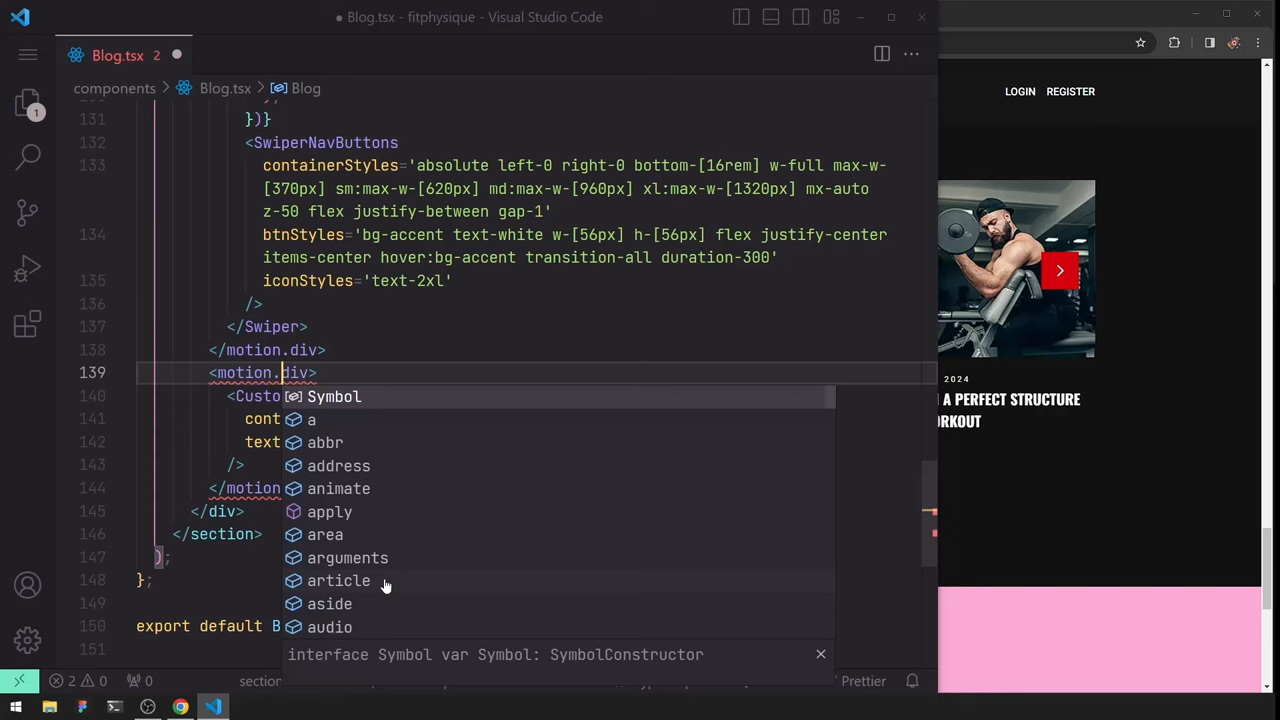 ● Blog.tsx - fitphysique - Visual Studio Code
Blog.tsx 2
components > Blog.tsx > Blog
LOGIN REGISTER
131 })}
132 <SwiperNavButtons
133 containerStyles='absolute left-0 right-0 bottom-[16rem] w-full max-w-
[370px] sm:max-w-[620px] md:max-w-[960px] xl:max-w-[1320px] mx-auto
z-50 flex justify-between gap-1'
134 btnStyles='bg-accent text-white w-[56px] h-[56px] flex justify-center
items-center hover:bg-accent transition-all duration-300'
135 iconStyles='text-2xl'
136 />
137 </Swiper>
138 </motion.div>
139 <motion.div>
140 <Custo
141 cont
142 text
143 />
144 </motion
145 </div>
146 </section>
147 );
148 };
149
150 export default B
151
Symbol
a
abbr
address
animate
apply
area
arguments
article
aside
audio
interface Symbol var Symbol: SymbolConstructor
2024
A PERFECT STRUCTURE
ORKOUT
1
2 0 0
section
Prettier